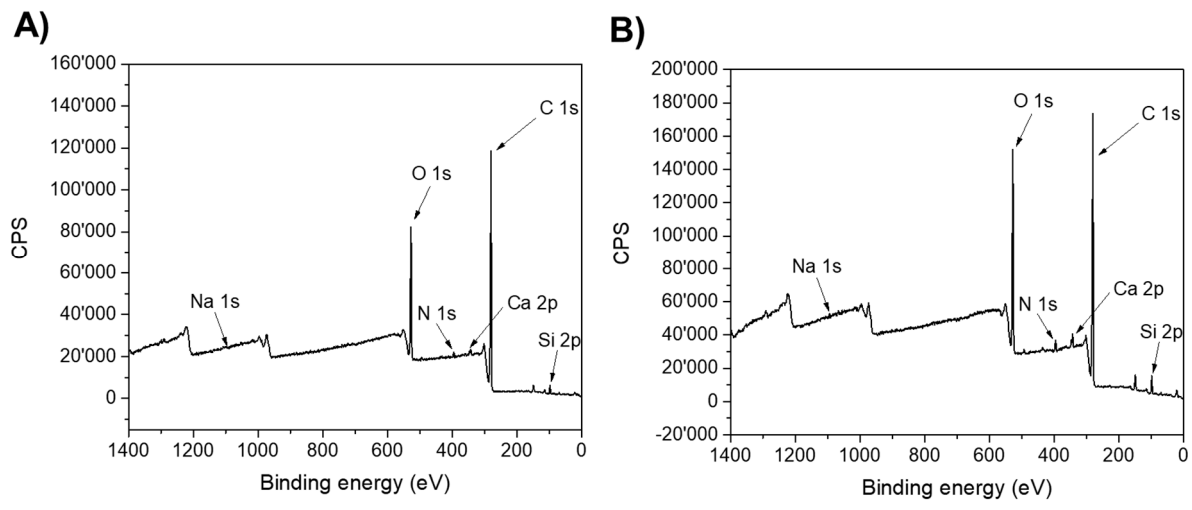 A)
160'000
140'000
120'000
100'000
80'000
60'000
40'000
20'000
0
CPS
C 1s
O 1s
Na 1s
N 1s
Ca 2p
Si 2p
1400 1200 1000 800 600 400 200 0
Binding energy (eV)
B)
200'000
180'000
160'000
140'000
120'000
100'000
80'000
60'000
40'000
20'000
0
-20'000
CPS
O 1s
C 1s
Na 1s
N 1s
Ca 2p
Si 2p
1400 1200 1000 800 600 400 200 0
Binding energy (eV)